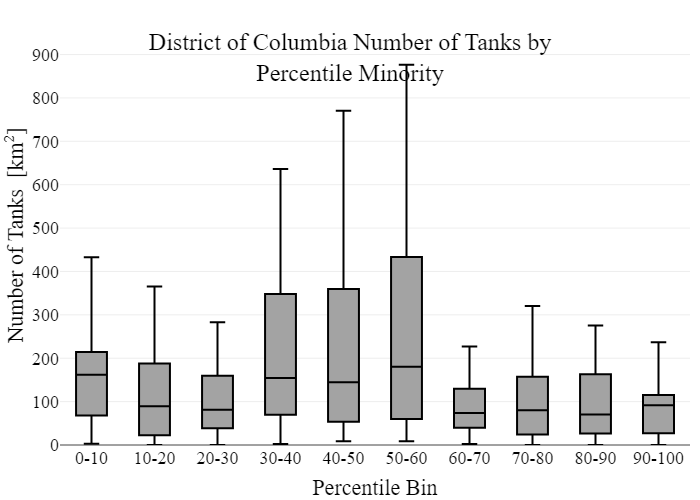 District of Columbia Number of Tanks by
Percentile Minority
Number of Tanks [km²]
900
800
700
600
500
400
300
200
100
0
0-10 10-20 20-30 30-40 40-50 50-60 60-70 70-80 80-90 90-100
Percentile Bin